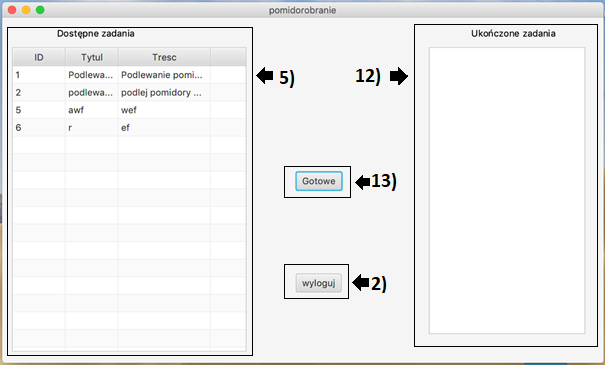 pomidorobranie
Dostępne zadania
ID Tytul Tresc
1 Podlewa... Podlewanie pomi...
2 podlewa... podlej pomidory ...
5 awf wef
6 r ef
5)
12)
Ukończone zadania
Gotowe
13)
wyloguj
2)